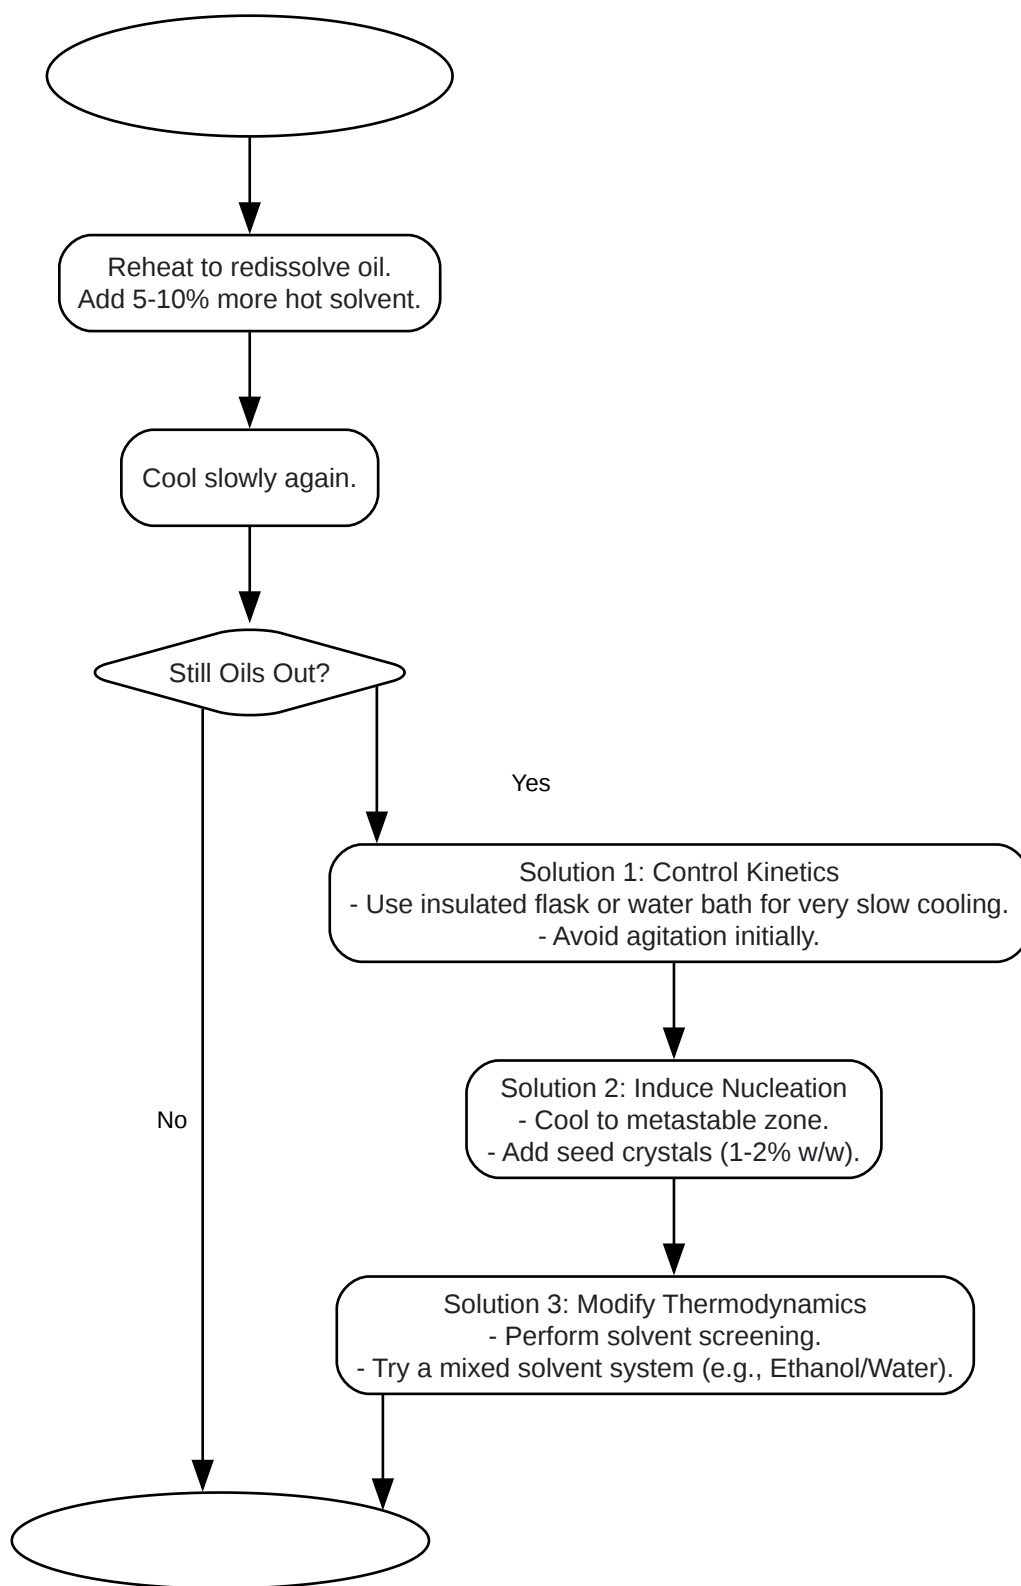 Reheat to redissolve oil.
Add 5-10% more hot solvent.
Cool slowly again.
Still Oils Out?
Yes
Solution 1: Control Kinetics
- Use insulated flask or water bath for very slow cooling.
- Avoid agitation initially.
Solution 2: Induce Nucleation
- Cool to metastable zone.
- Add seed crystals (1-2% w/w).
No
Solution 3: Modify Thermodynamics
- Perform solvent screening.
- Try a mixed solvent system (e.g., Ethanol/Water).